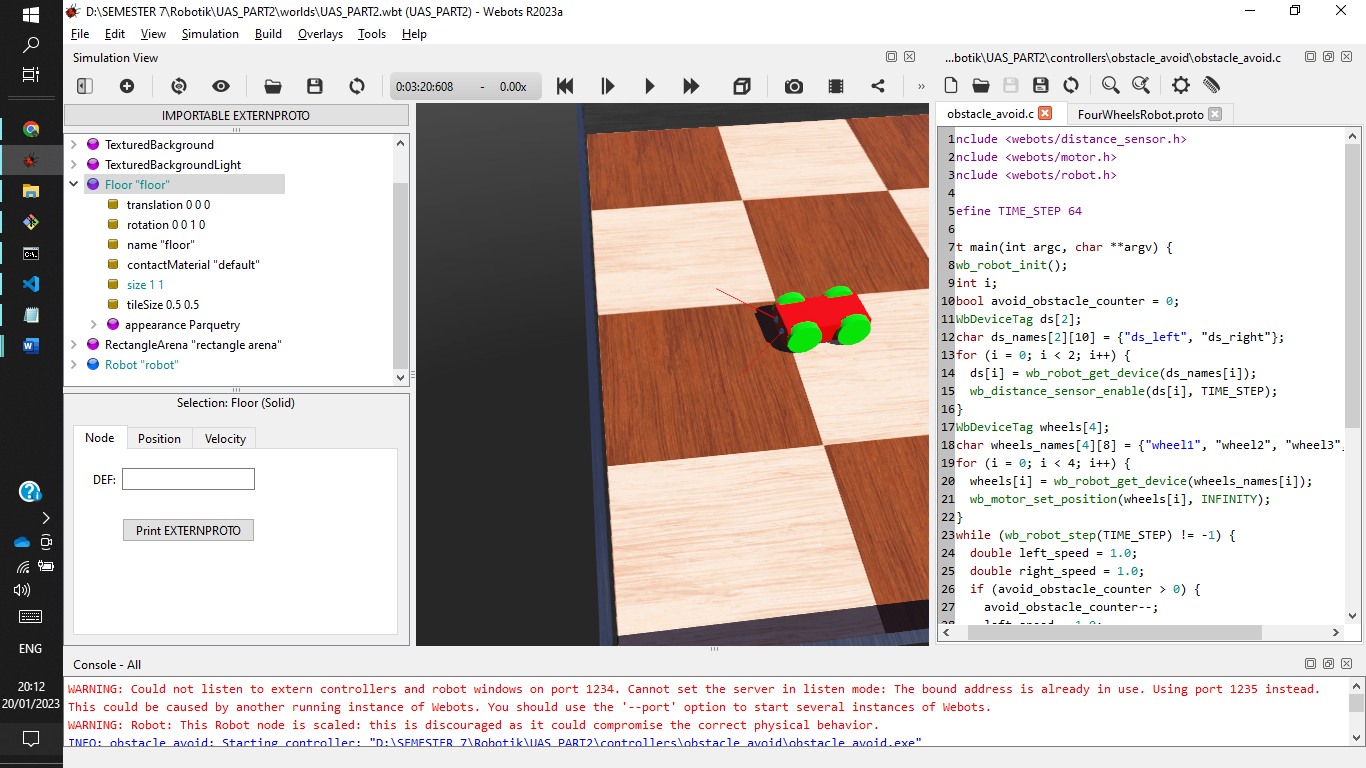 D:\SEMESTER 7\Robotik\UAS_PART2\worlds\UAS_PART2.wbt (UAS_PART2) - Webots R2023a
File Edit View Simulation Build Overlays Tools Help
Simulation View
0:03:20:608 - 0.00x
IMPORTABLE EXTERNPROTO
TexturedBackground
TexturedBackgroundLight
Floor "floor"
translation 0 0 0
rotation 0 0 1 0
name "floor"
contactMaterial "default"
size 1 1
tileSize 0.5 0.5
appearance Parquetry
RectangleArena "rectangle arena"
Robot "robot"
Selection: Floor (Solid)
Node Position Velocity
DEF:
Print EXTERNPROTO
...botik\UAS_PART2\controllers\obstacle_avoid\obstacle_avoid.c
obstacle_avoid.c FourWheelsRobot.proto
1nclude <webots/distance_sensor.h>
2nclude <webots/motor.h>
3nclude <webots/robot.h>
4
5efine TIME_STEP 64
6
7t main(int argc, char **argv) {
8wb_robot_init();
9int i;
10bool avoid_obstacle_counter = 0;
11WbDeviceTag ds[2];
12char ds_names[2][10] = {"ds_left", "ds_right"};
13for (i = 0; i < 2; i++) {
14 ds[i] = wb_robot_get_device(ds_names[i]);
15 wb_distance_sensor_enable(ds[i], TIME_STEP);
16}
17WbDeviceTag wheels[4];
18char wheels_names[4][8] = {"wheel1", "wheel2", "wheel3"
19for (i = 0; i < 4; i++) {
20 wheels[i] = wb_robot_get_device(wheels_names[i]);
21 wb_motor_set_position(wheels[i], INFINITY);
22}
23while (wb_robot_step(TIME_STEP) != -1) {
24 double left_speed = 1.0;
25 double right_speed = 1.0;
26 if (avoid_obstacle_counter > 0) {
27 avoid_obstacle_counter--;
Console - All
WARNING: Could not listen to extern controllers and robot windows on port 1234. Cannot set the server in listen mode: The bound address is already in use. Using port 1235 instead.
This could be caused by another running instance of Webots. You should use the '--port' option to start several instances of Webots.
WARNING: Robot: This Robot node is scaled: this is discouraged as it could compromise the correct physical behavior.
INFO: obstacle_avoid: Starting controller: "D:\SEMESTER 7\Robotik\UAS_PART2\controllers\obstacle_avoid\obstacle_avoid.exe"
ENG
20:12
20/01/2023